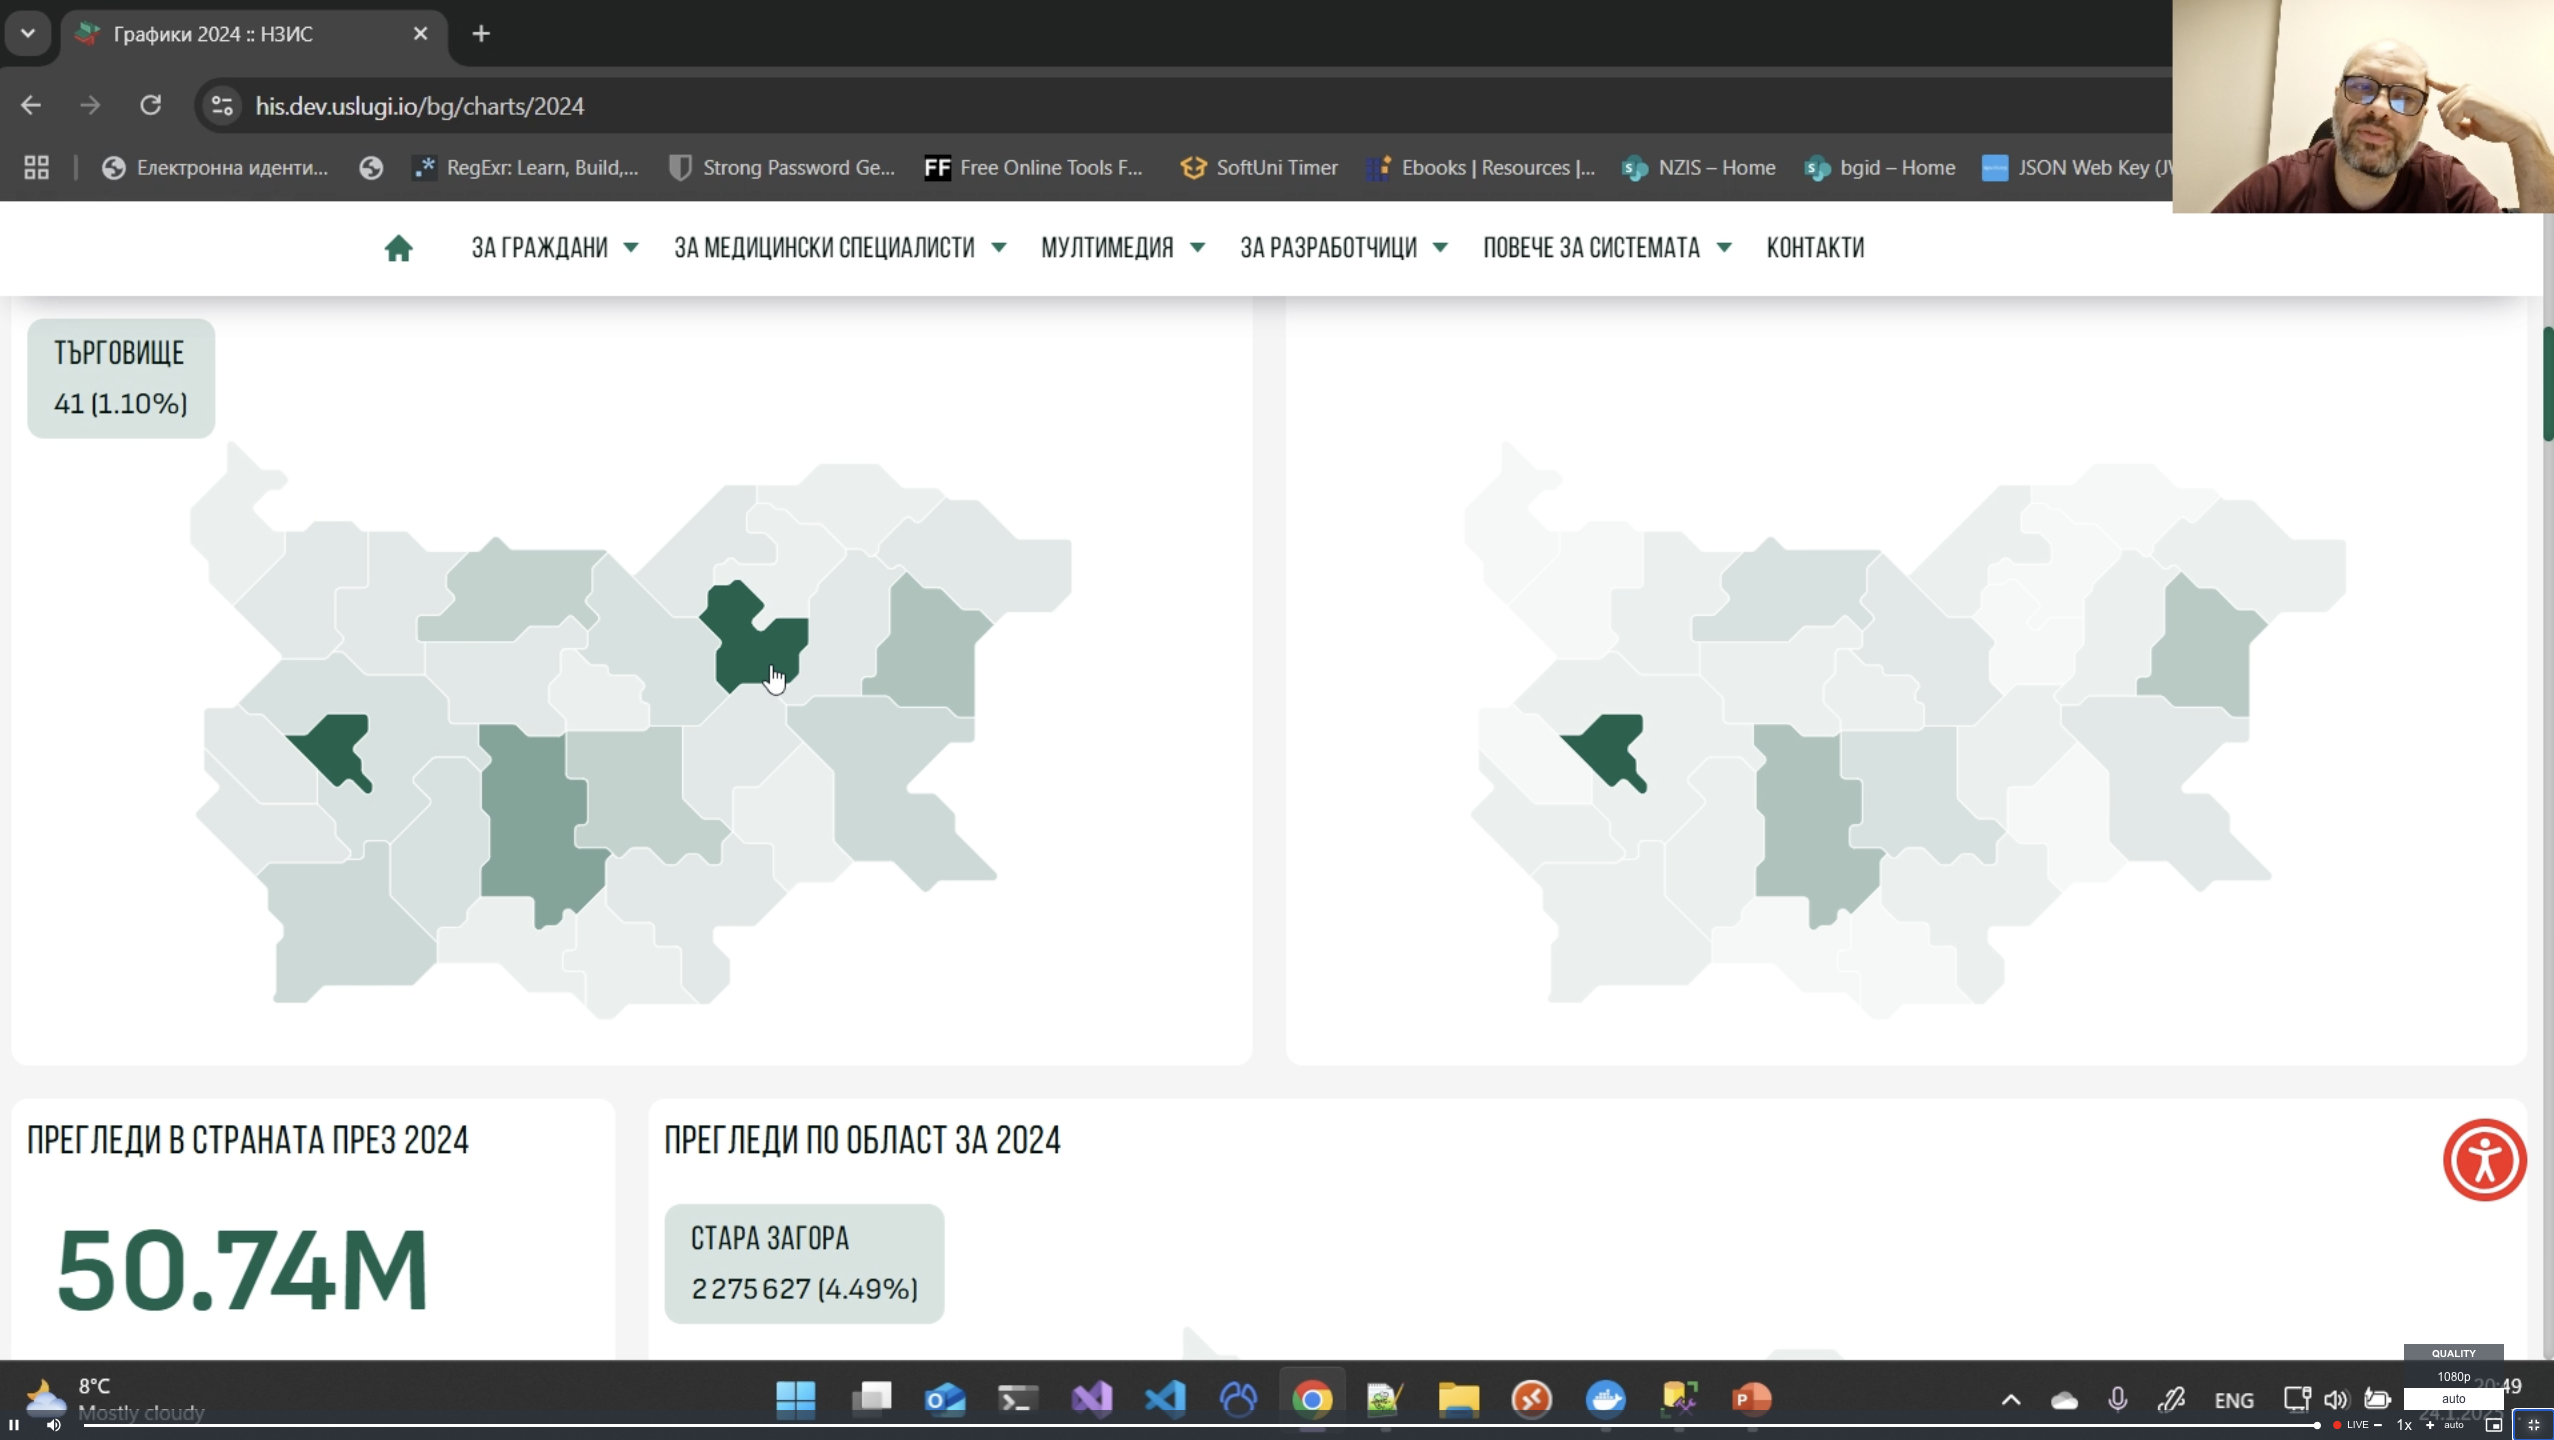 Графики 2024 :: НЗИС
his.dev.uslugi.io/bg/charts/2024
Електронна иденти...
RegExr: Learn, Build,...
Strong Password Ge...
FF Free Online Tools F...
SoftUni Timer
Ebooks | Resources |...
NZIS – Home
bgid – Home
JSON Web Key (JV
ЗА ГРАЖДАНИ
ЗА МЕДИЦИНСКИ СПЕЦИАЛИСТИ
МУЛТИМЕДИЯ
ЗА РАЗРАБОТЧИЦИ
ПОВЕЧЕ ЗА СИСТЕМАТА
КОНТАКТИ
ТЪРГОВИЩЕ
41 (1.10%)
ПРЕГЛЕДИ В СТРАНАТА ПРЕЗ 2024
50.74M
ПРЕГЛЕДИ ПО ОБЛАСТ ЗА 2024
СТАРА ЗАГОРА
2 275 627 (4.49%)
8°C
Mostly cloudy
ENG
QUALITY
1080p
auto
LIVE
1x
auto